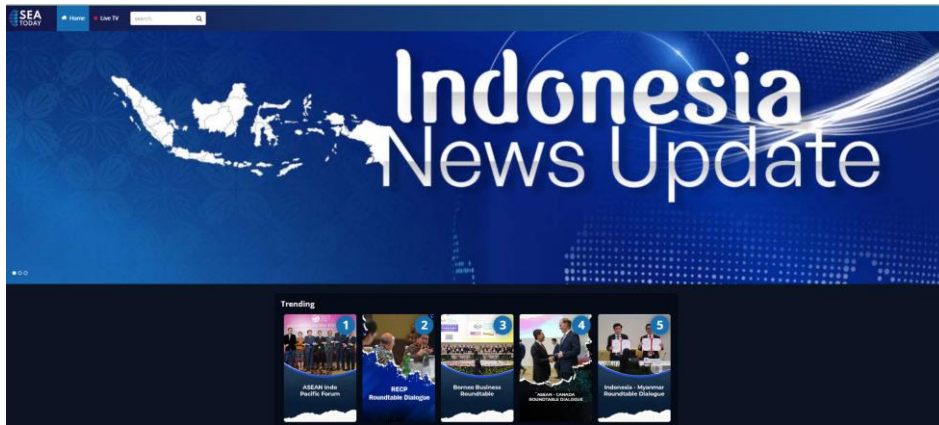 SEA
TODAY
Home
Live TV
search
Indonesia
News Update
Trending
1
2
3
4
5
ASEAN Indo
Pacific Forum
RECP
Roundtable Dialogue
Borneo Business
Roundtable
ASEAN - CANADA
ROUNDTABLE DIALOGUE
Indonesia - Myanmar
Roundtable Dialogue